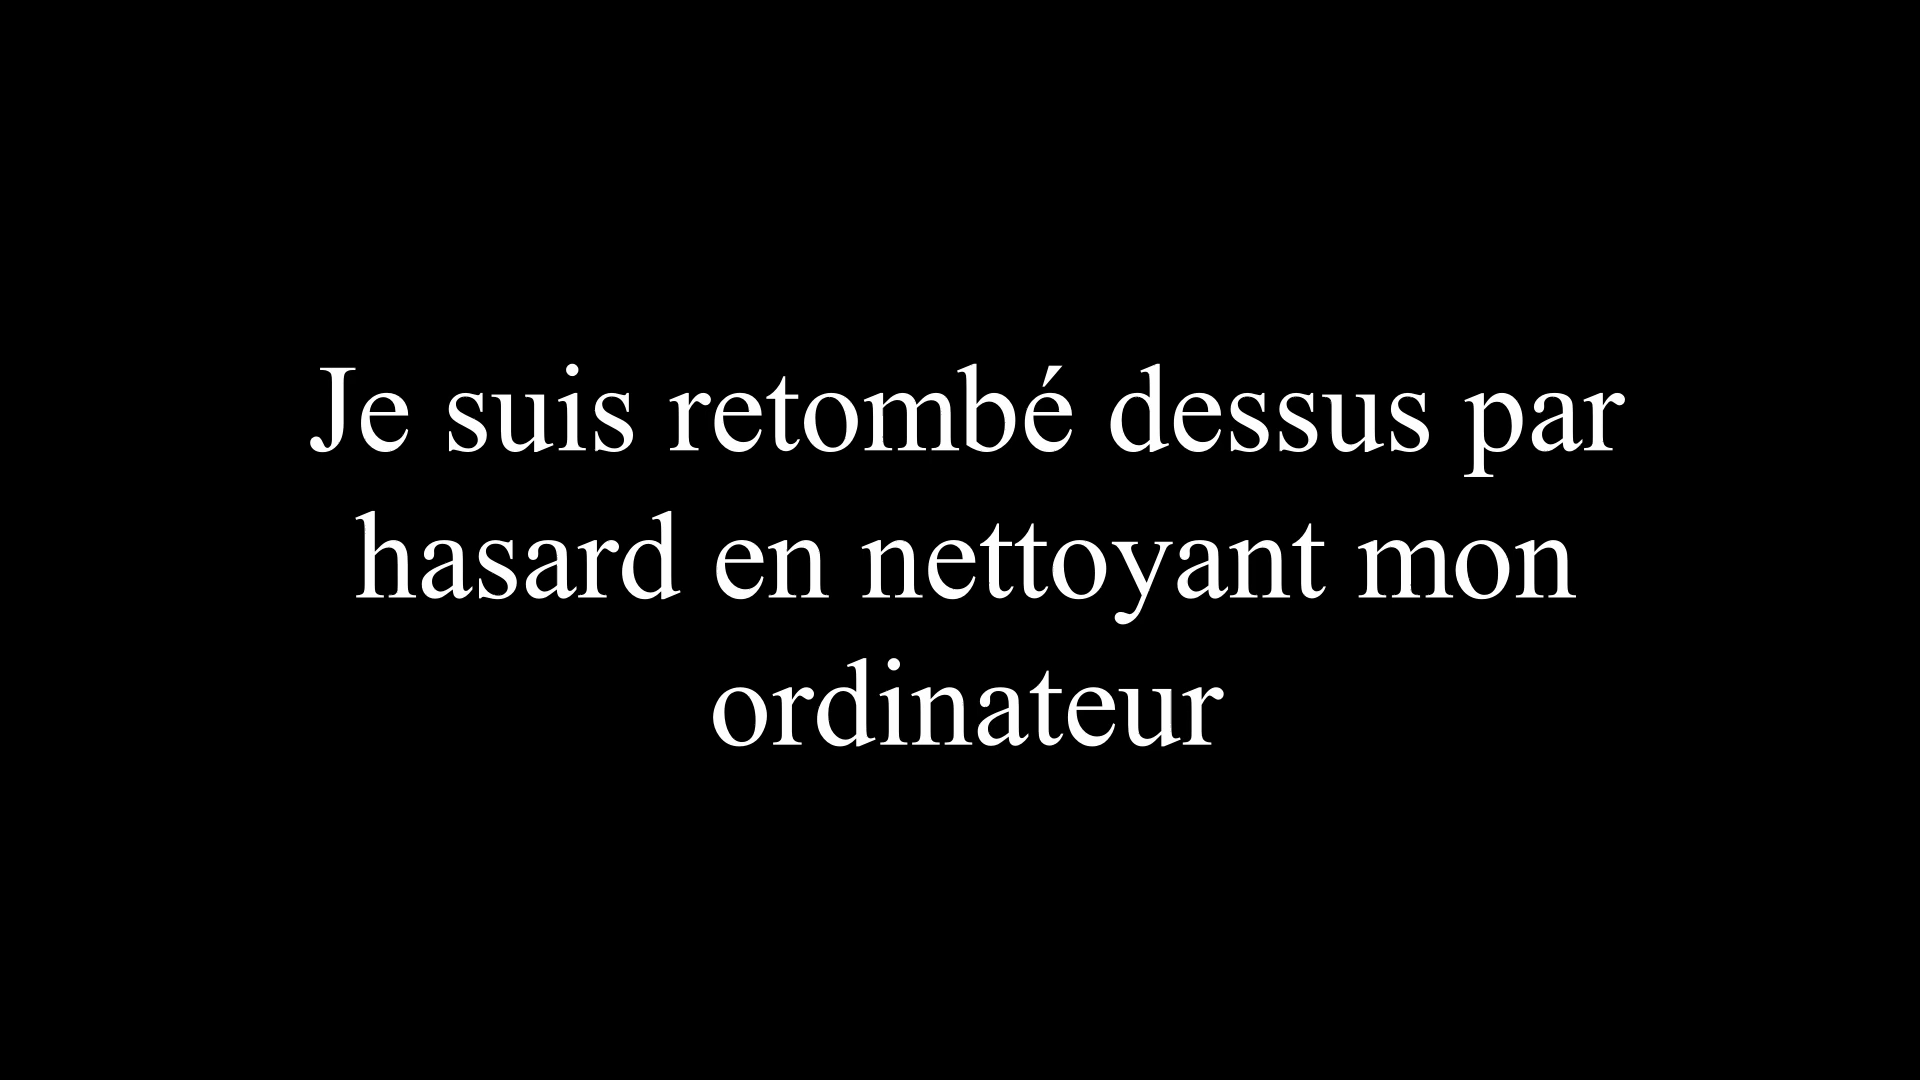 Je suis retombé dessus par
hasard en nettoyant mon
ordinateur